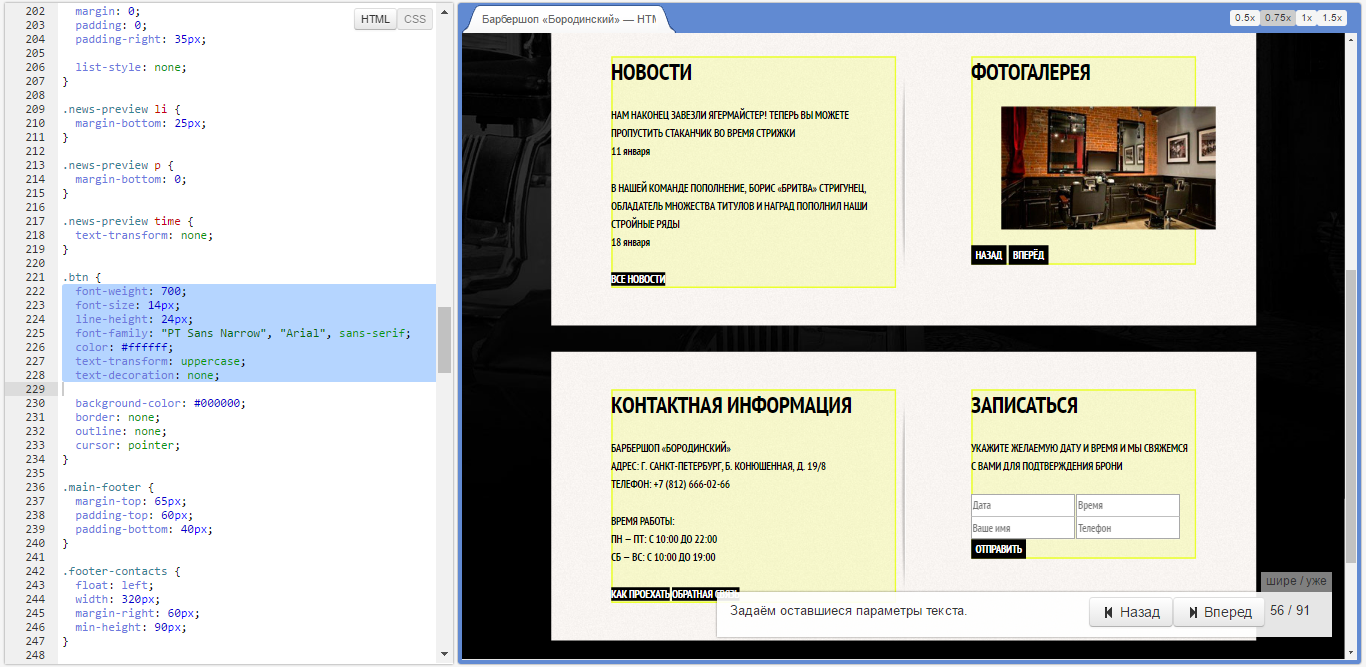 202 margin: 0;
203 padding: 0;
204 padding-right: 35px;
205
206 list-style: none;
207 }
208
209 .news-preview li {
210 margin-bottom: 25px;
211 }
212
213 .news-preview p {
214 margin-bottom: 0;
215 }
216
217 .news-preview time {
218 text-transform: none;
219 }
220
221 .btn {
222 font-weight: 700;
223 font-size: 14px;
224 line-height: 24px;
225 font-family: "PT Sans Narrow", "Arial", sans-serif;
226 color: #ffffff;
227 text-transform: uppercase;
228 text-decoration: none;
229
230 background-color: #000000;
231 border: none;
232 outline: none;
233 cursor: pointer;
234 }
235
236 .main-footer {
237 margin-top: 65px;
238 padding-top: 60px;
239 padding-bottom: 40px;
240 }
241
242 .footer-contacts {
243 float: left;
244 width: 320px;
245 margin-right: 60px;
246 min-height: 90px;
247 }
248
HTML CSS
Барбершоп «Бородинский» — HTM
0.5x 0.75x 1x 1.5x
НОВОСТИ
НАМ НАКОНЕЦ ЗАВЕЗЛИ ЯГЕРМАЙСТЕР! ТЕПЕРЬ ВЫ МОЖЕТЕ
ПРОПУСТИТЬ СТАКАНЧИК ВО ВРЕМЯ СТРИЖКИ
11 января
В НАШЕЙ КОМАНДЕ ПОПОЛНЕНИЕ, БОРИС «БРИТВА» СТРИГУНЕЦ,
ОБЛАДАТЕЛЬ МНОЖЕСТВА ТИТУЛОВ И НАГРАД ПОПОЛНИЛ НАШИ
СТРОЙНЫЕ РЯДЫ
18 января
ВСЕ НОВОСТИ
ФОТОГАЛЕРЕЯ
НАЗАД ВПЕРЁД
КОНТАКТНАЯ ИНФОРМАЦИЯ
БАРБЕРШОП «БОРОДИНСКИЙ»
АДРЕС: Г. САНКТ-ПЕТЕРБУРГ, Б. КОНЮШЕННАЯ, Д. 19/8
ТЕЛЕФОН: +7 (812) 666-02-66
ВРЕМЯ РАБОТЫ:
ПН — ПТ: С 10:00 ДО 22:00
СБ — ВС: С 10:00 ДО 19:00
КАК ПРОЕХАТЬ ОБРАТНАЯ СВЯЗЬ
ЗАПИСАТЬСЯ
УКАЖИТЕ ЖЕЛАЕМУЮ ДАТУ И ВРЕМЯ И МЫ СВЯЖЕМСЯ
С ВАМИ ДЛЯ ПОДТВЕРЖДЕНИЯ БРОНИ
Дата Время
Ваше имя Телефон
ОТПРАВИТЬ
шире / уже
Задаём оставшиеся параметры текста.
Назад Вперед 56 / 91